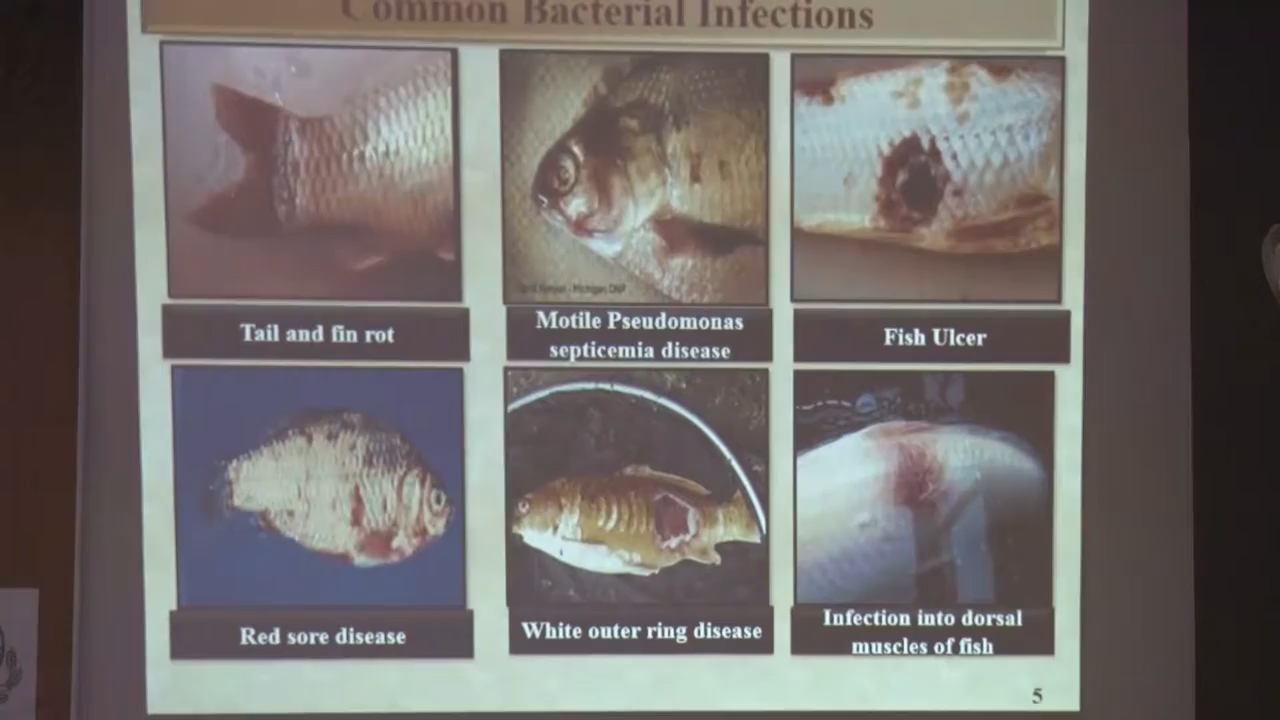 Common Bacterial Infections
Tail and fin rot
Motile Pseudomonas
septicemia disease
Fish Ulcer
Red sore disease
White outer ring disease
Infection into dorsal
muscles of fish
5